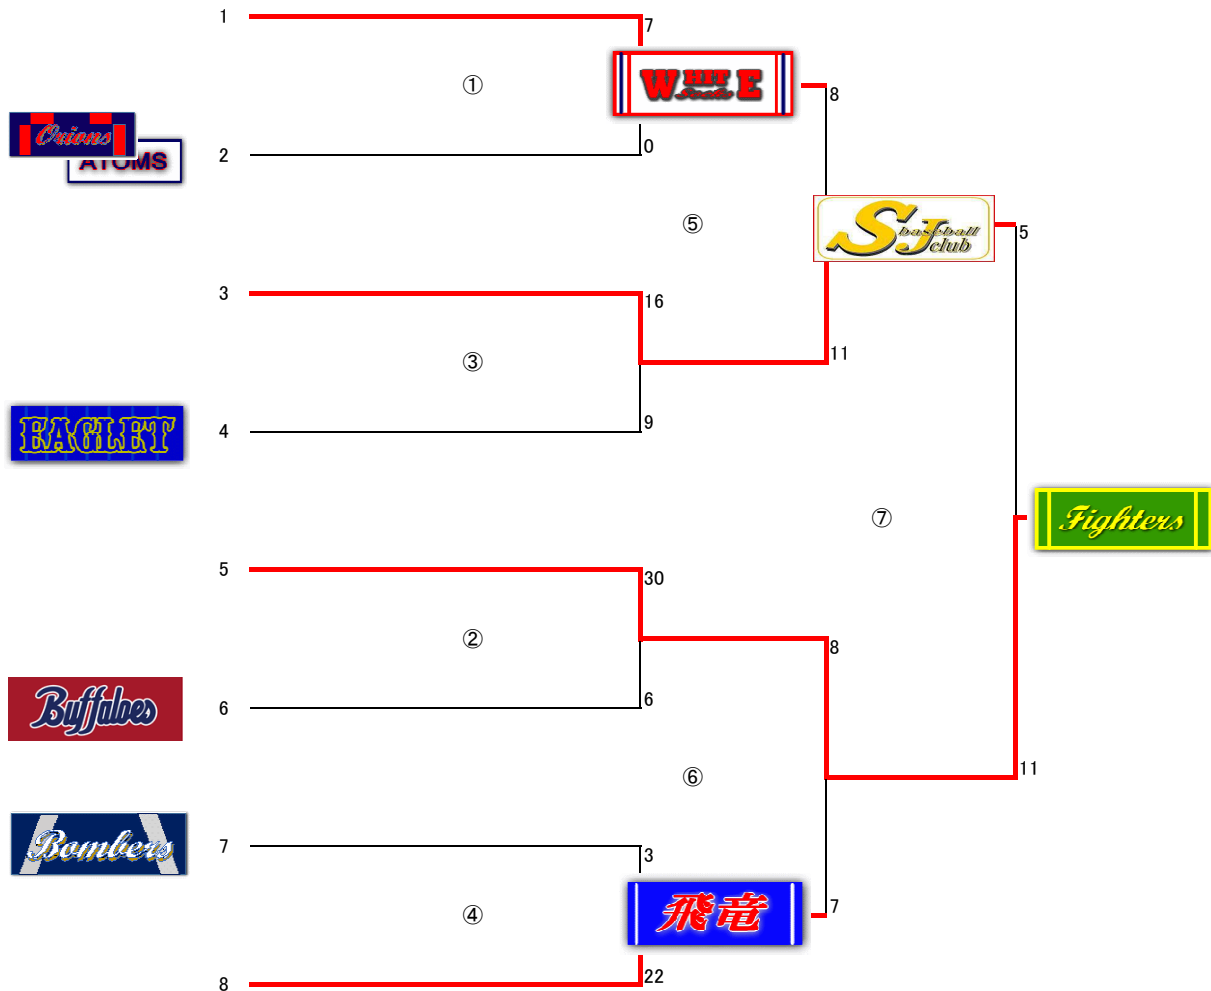 1
7
①
WHITE
Socks
8
Orions
ATOMS
2
0
⑤
S J baseball club
5
3
16
③
11
EAGLET
4
9
⑦
Fighters
5
30
②
8
Buffaloes
6
6
⑥
11
Bombers
7
3
④
飛竜
7
8
22